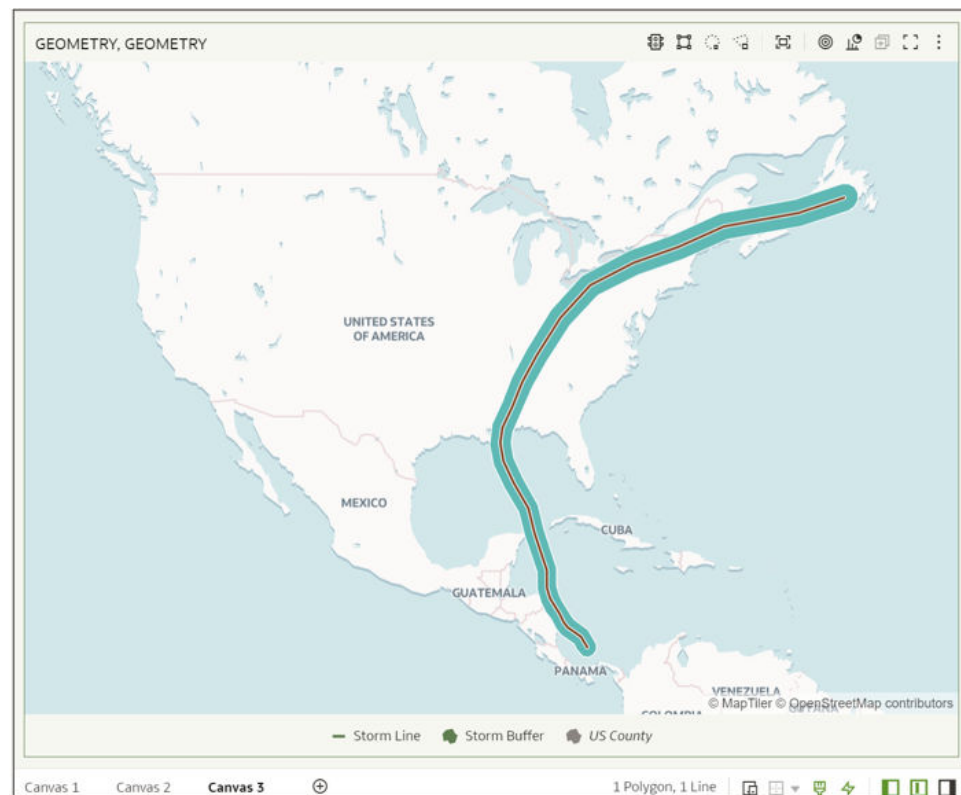 GEOMETRY, GEOMETRY
UNITED STATES
OF AMERICA
MEXICO
CUBA
GUATEMALA
PANAMA
VENEZUELA
© MapTiler © OpenStreetMap contributors
Storm Line Storm Buffer US County
Canvas 1 Canvas 2 Canvas 3 1 Polygon, 1 Line